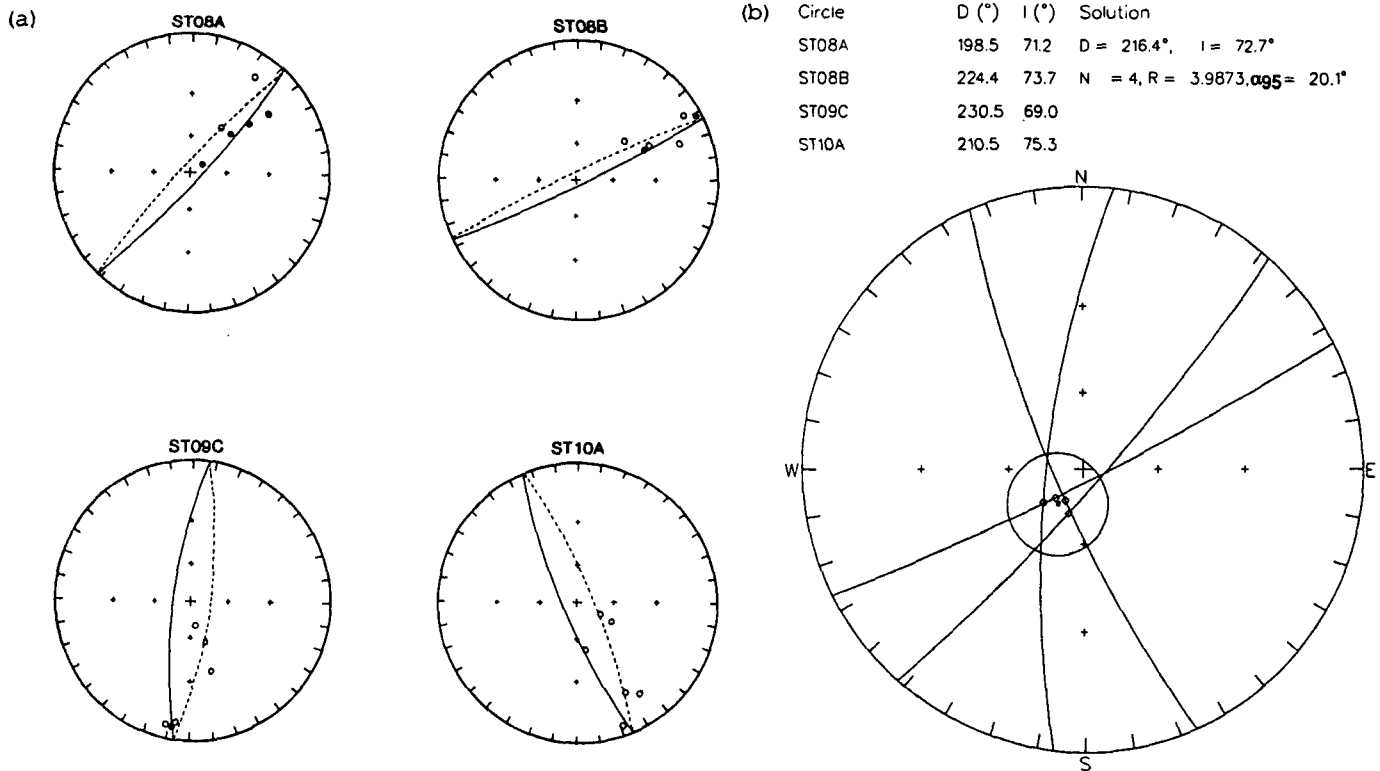 (a)
ST08A
ST08B
ST09C
ST10A
(b) Circle D (°) I (°) Solution
ST08A 198.5 71.2 D = 216.4°, I = 72.7°
ST08B 224.4 73.7 N = 4, R = 3.9873, α95 = 20.1°
ST09C 230.5 69.0
ST10A 210.5 75.3
N
W
E
S